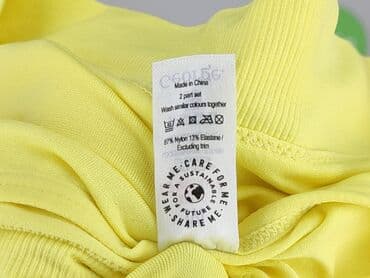 George
Made in China
2 part set
Wash similar colours together
87% Nylon 13% Elastane /
Excluding trim
WEAR ME · CARE FOR ME · SHARE ME ·
FOR A SUSTAINABLE FUTURE